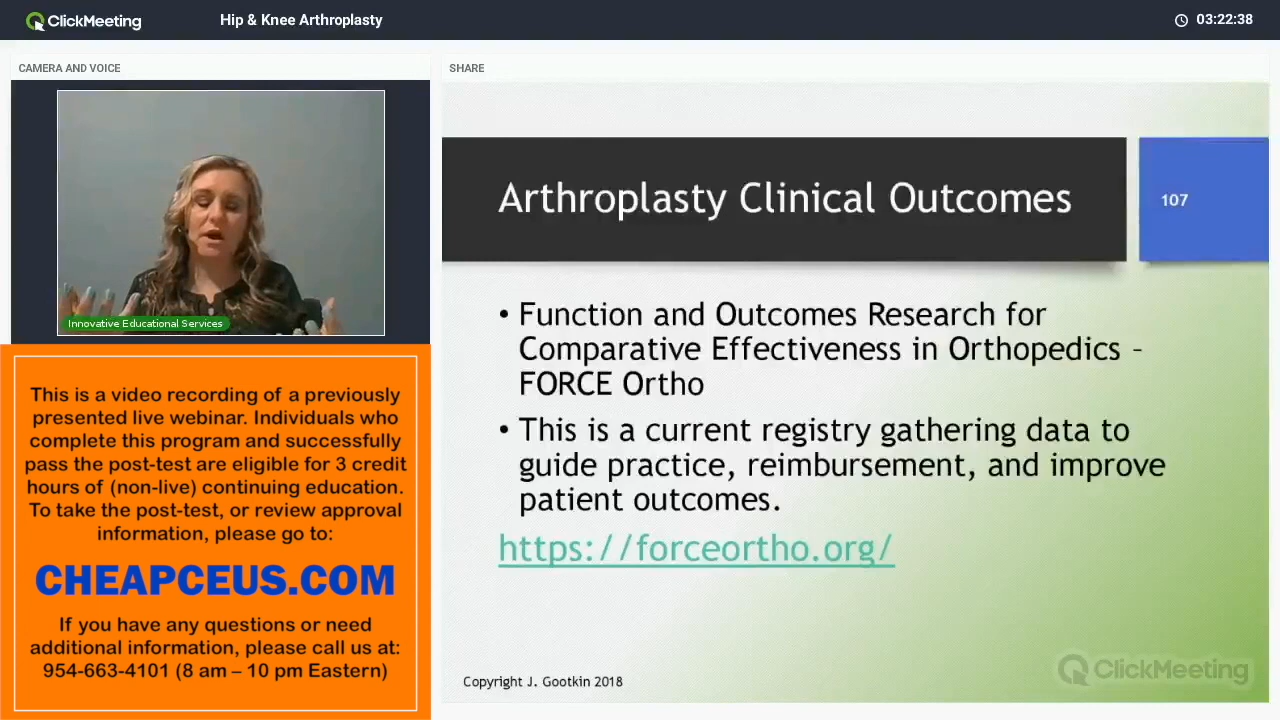 ClickMeeting
Hip & Knee Arthroplasty
03:22:38
CAMERA AND VOICE
SHARE
Innovative Educational Services
This is a video recording of a previously
presented live webinar. Individuals who
complete this program and successfully
pass the post-test are eligible for 3 credit
hours of (non-live) continuing education.
To take the post-test, or review approval
information, please go to:
CHEAPCEUS.COM
If you have any questions or need
additional information, please call us at:
954-663-4101 (8 am – 10 pm Eastern)
Arthroplasty Clinical Outcomes
107
• Function and Outcomes Research for
Comparative Effectiveness in Orthopedics –
FORCE Ortho
• This is a current registry gathering data to
guide practice, reimbursement, and improve
patient outcomes.
https://forceortho.org/
Copyright J. Gootkin 2018
ClickMeeting